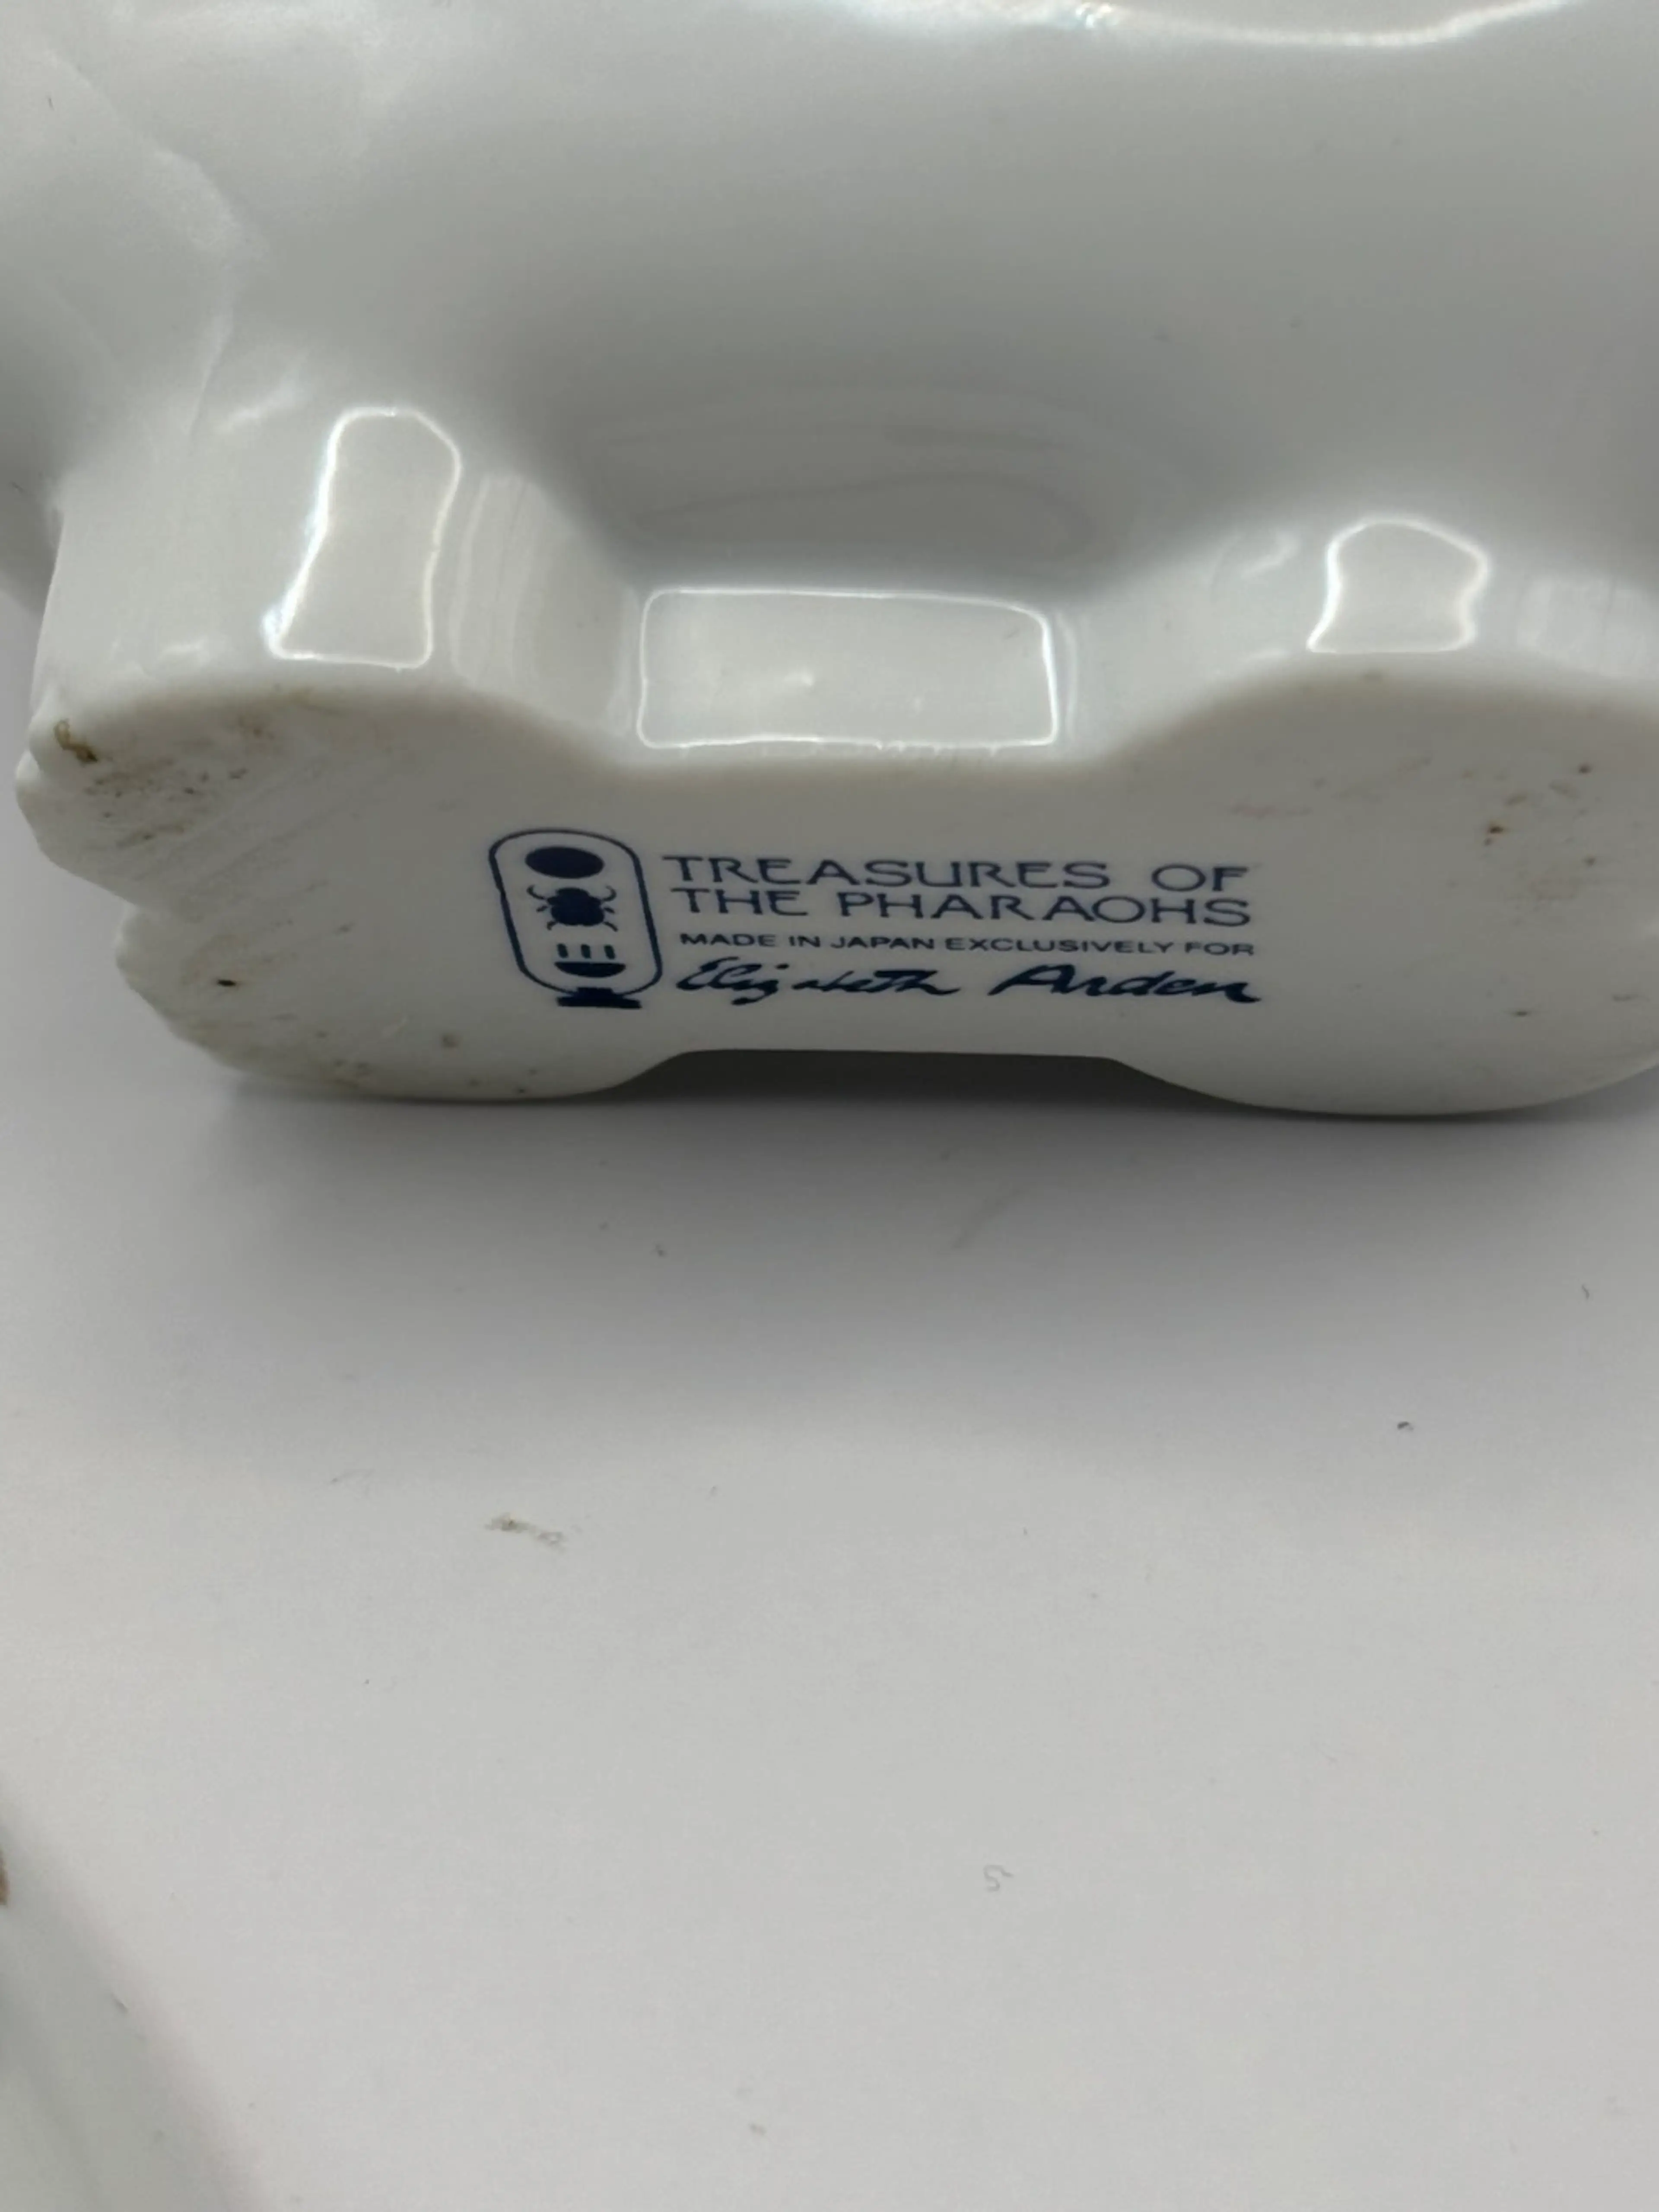 TREASURES OF
THE PHARAOHS
MADE IN JAPAN EXCLUSIVELY FOR
Elizabeth Arden